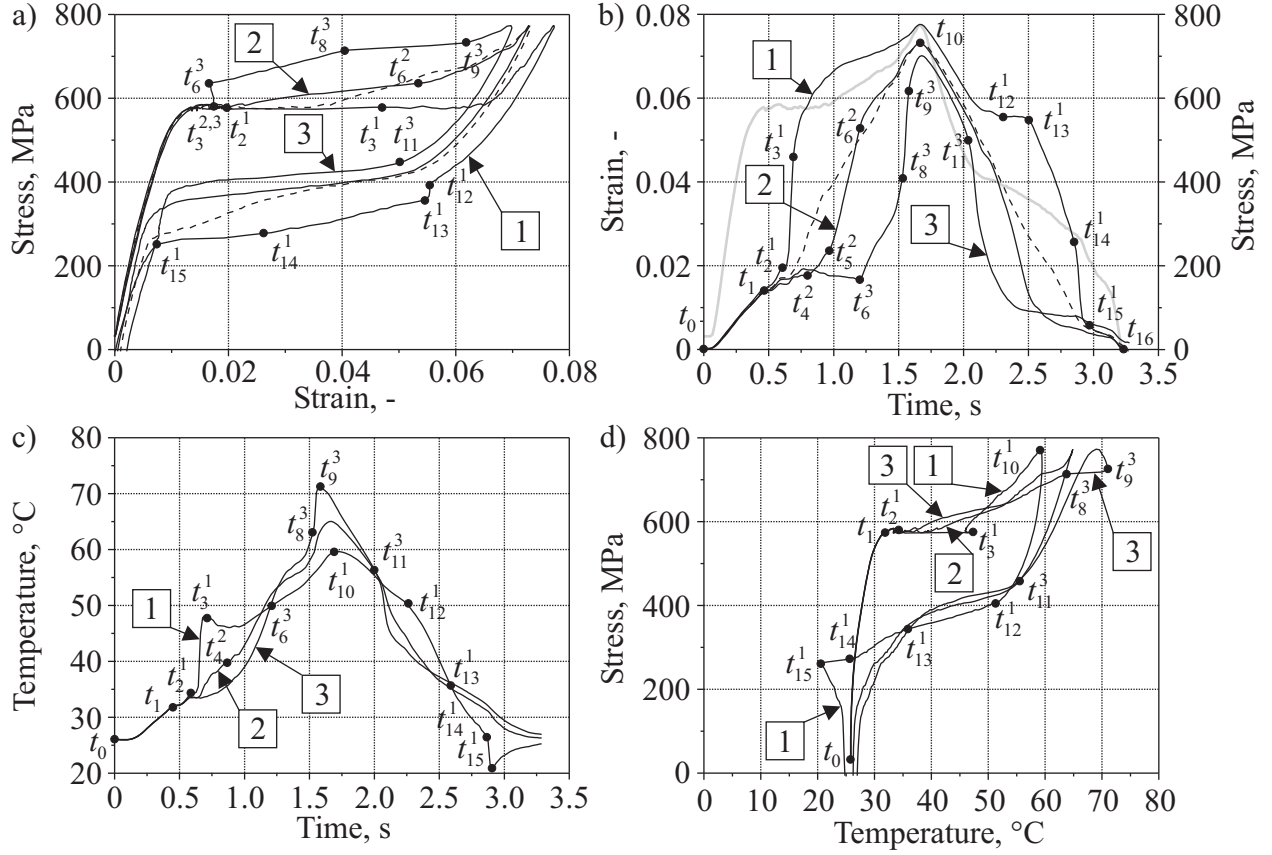 a)
800
600
400
200
0
Stress, MPa
0
0.02
0.04
0.06
0.08
Strain, -
2
3
1
t_6^3
t_8^3
t_6^2
t_9^3
t_3^{2,3}
t_2^1
t_3^1
t_11^3
t_12^1
t_13^1
t_14^1
t_15^1
b)
0.08
0.06
0.04
0.02
0
Strain, -
800
600
400
200
0
Stress, MPa
0
0.5
1.0
1.5
2.0
2.5
3.0
3.5
Time, s
1
2
3
t_0
t_1
t_2^1
t_3^1
t_4^2
t_5^2
t_6^2
t_6^3
t_8^3
t_9^3
t_10
t_11^3
t_12^1
t_13^1
t_14^1
t_15^1
t_16
c)
80
70
60
50
40
30
20
Temperature, °C
0
0.5
1.0
1.5
2.0
2.5
3.0
3.5
Time, s
1
2
3
t_0
t_1
t_2^1
t_3^1
t_4^2
t_6^3
t_8^3
t_9^3
t_10^1
t_11^3
t_12^1
t_13^1
t_14^1
t_15^1
d)
800
600
400
200
0
Stress, MPa
0
10
20
30
40
50
60
70
80
Temperature, °C
3
1
2
3
1
t_0
t_1
t_2^1
t_3^1
t_10^1
t_8^3
t_9^3
t_11^3
t_12^1
t_13^1
t_14^1
t_15^1